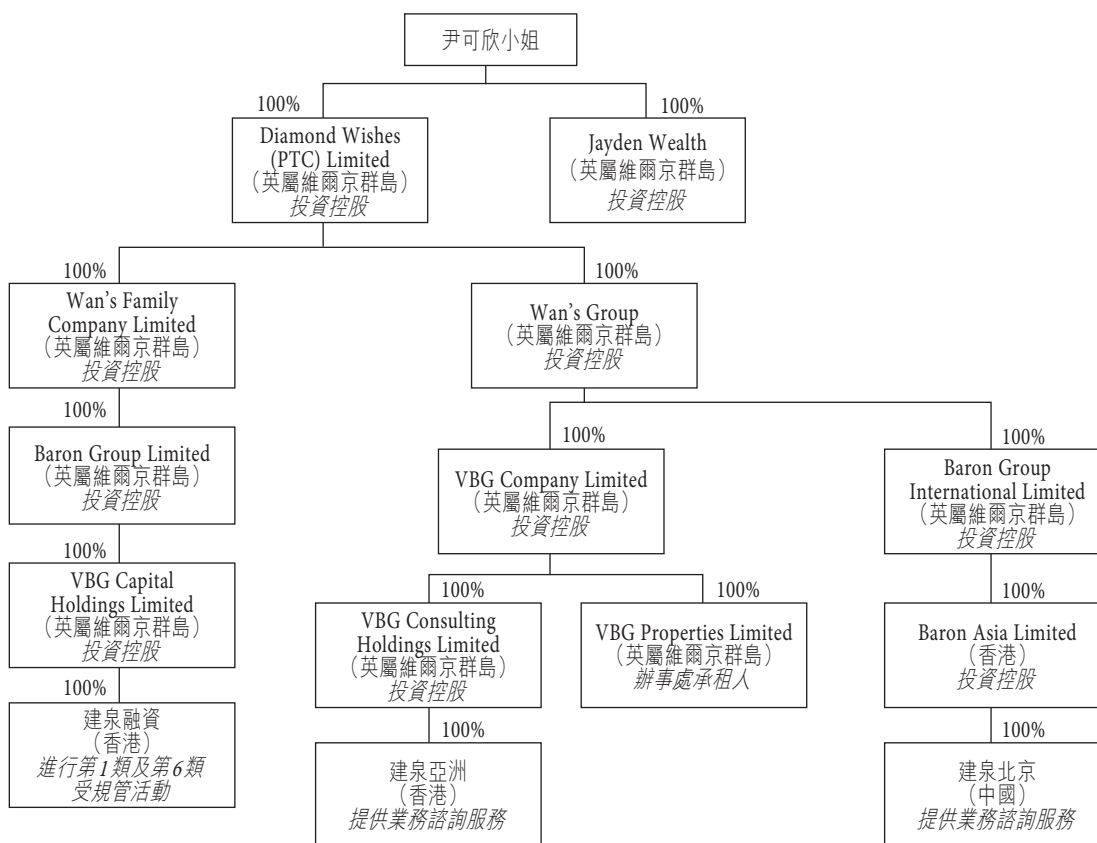 尹可欣小姐
100%
100%
Diamond Wishes
(PTC) Limited
（英屬維爾京群島）
投資控股
Jayden Wealth
（英屬維爾京群島）
投資控股
100%
100%
Wan’s Family
Company Limited
（英屬維爾京群島）
投資控股
Wan’s Group
（英屬維爾京群島）
投資控股
100%
100%
100%
Baron Group Limited
（英屬維爾京群島）
投資控股
VBG Company Limited
（英屬維爾京群島）
投資控股
Baron Group
International Limited
（英屬維爾京群島）
投資控股
100%
100%
100%
100%
VBG Capital
Holdings Limited
（英屬維爾京群島）
投資控股
VBG Consulting
Holdings Limited
（英屬維爾京群島）
投資控股
VBG Properties Limited
（英屬維爾京群島）
辦事處承租人
Baron Asia Limited
（香港）
投資控股
100%
100%
100%
建泉融資
（香港）
進行第1類及第6類
受規管活動
建泉亞洲
（香港）
提供業務諮詢服務
建泉北京
（中國）
提供業務諮詢服務